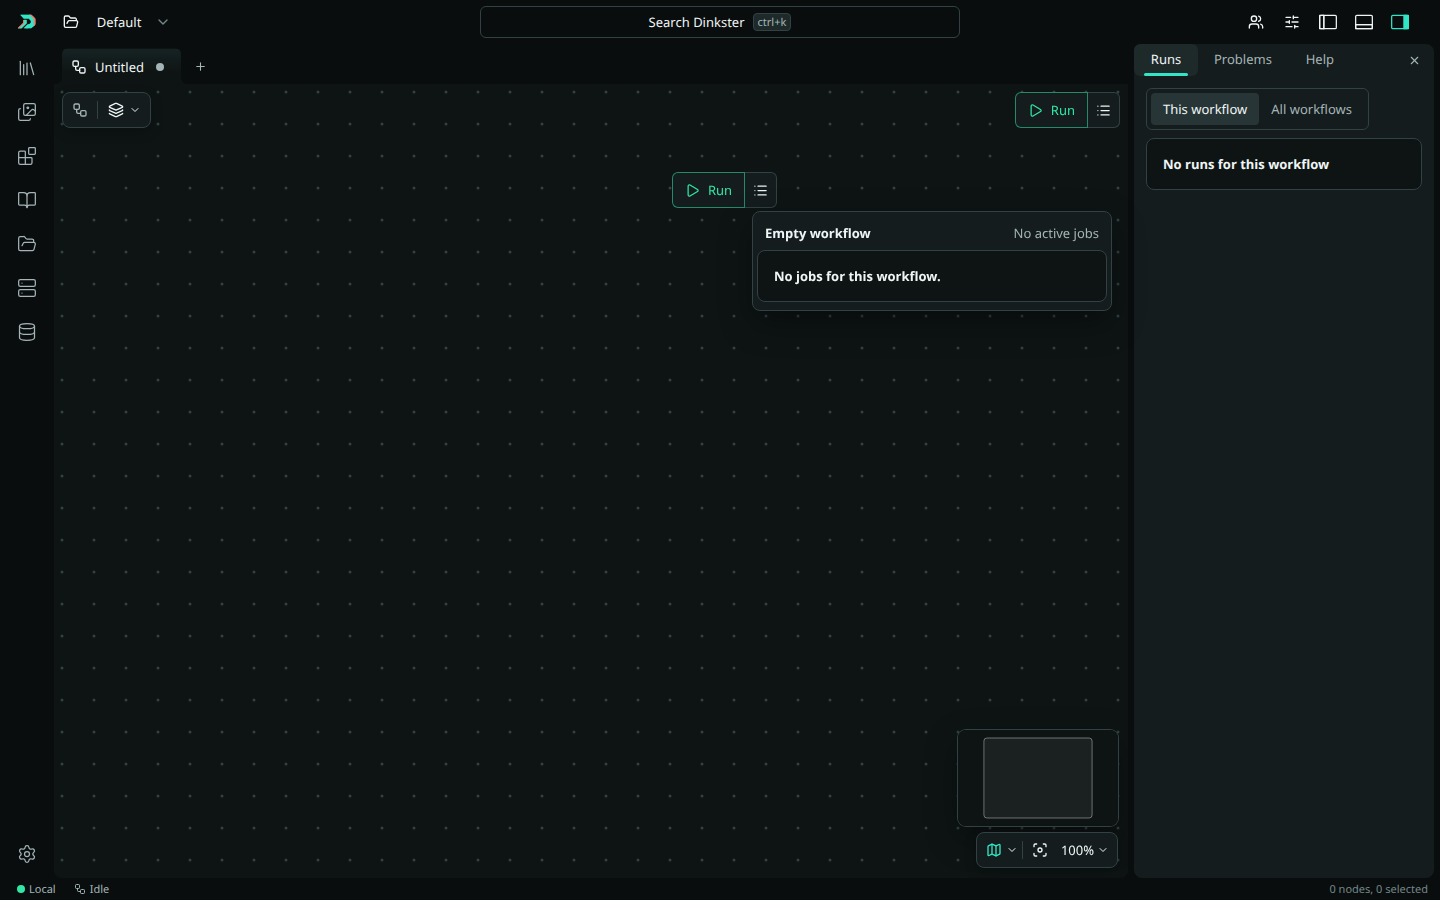 Default
Search Dinkster ctrl+k
Untitled
Runs Problems Help
Run
This workflow All workflows
No runs for this workflow
Run
Empty workflow No active jobs
No jobs for this workflow.
100%
Local Idle
0 nodes, 0 selected